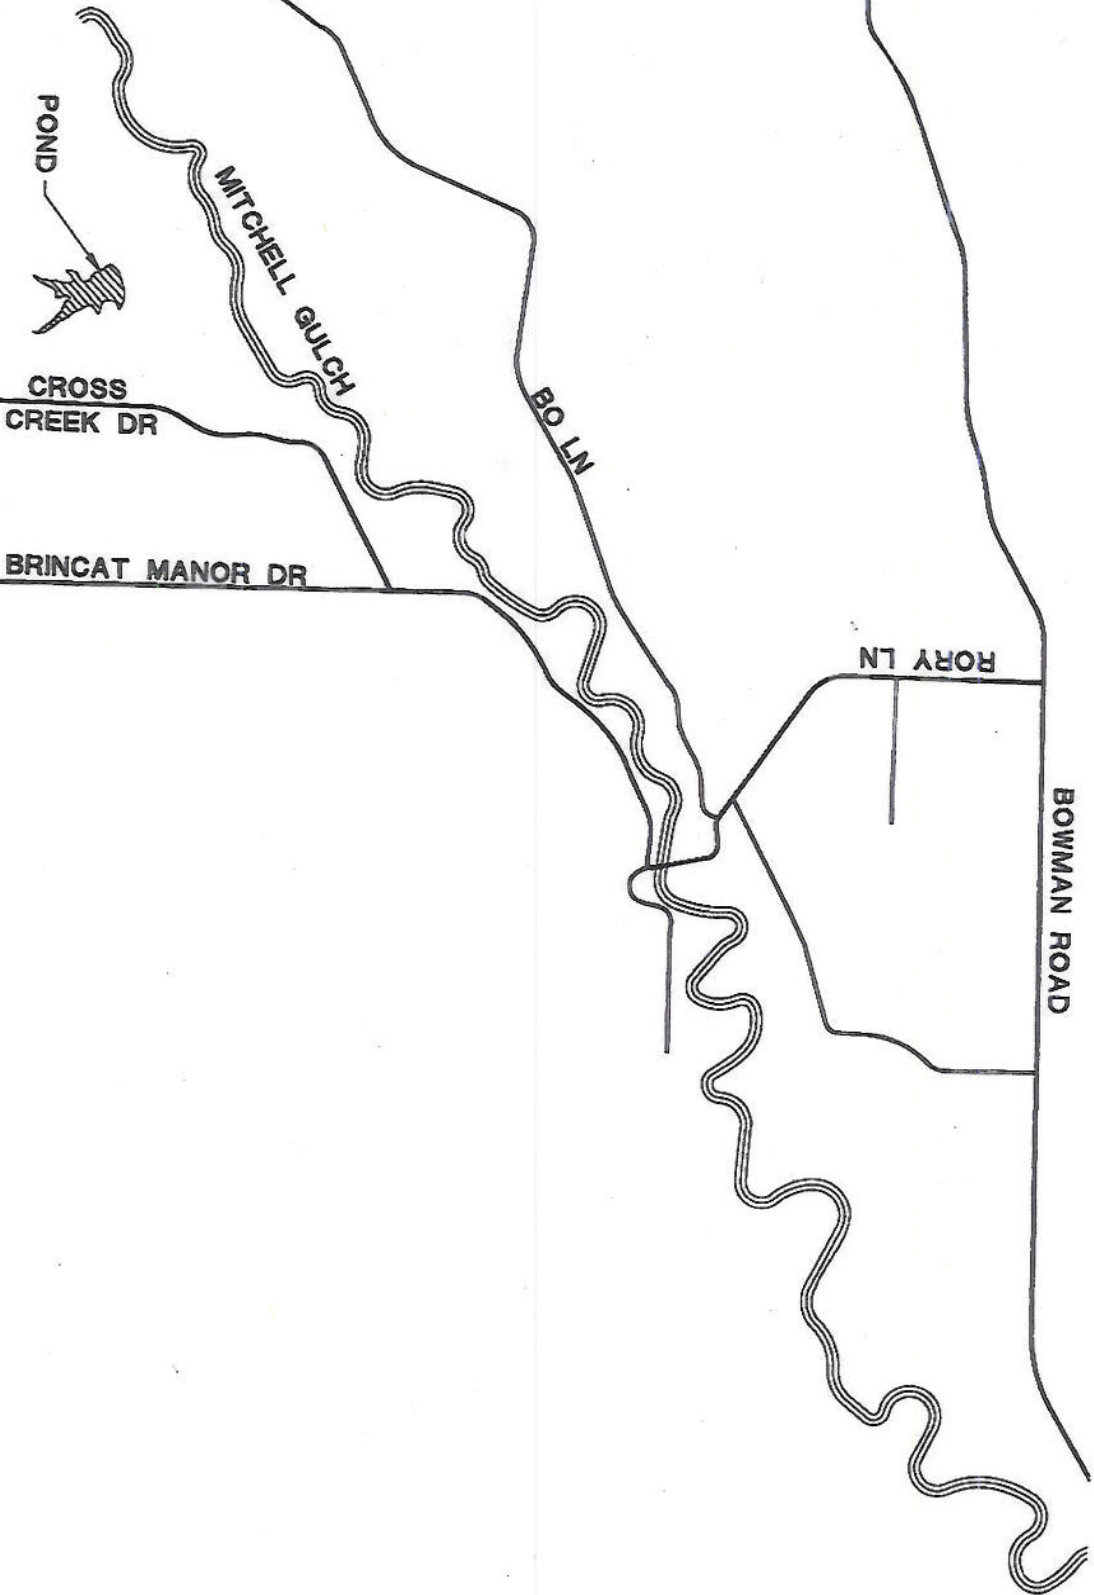 POND
MITCHELL GULCH
CROSS
CREEK DR
BRINCAT MANOR DR
BO LN
RORY LN
BOWMAN ROAD